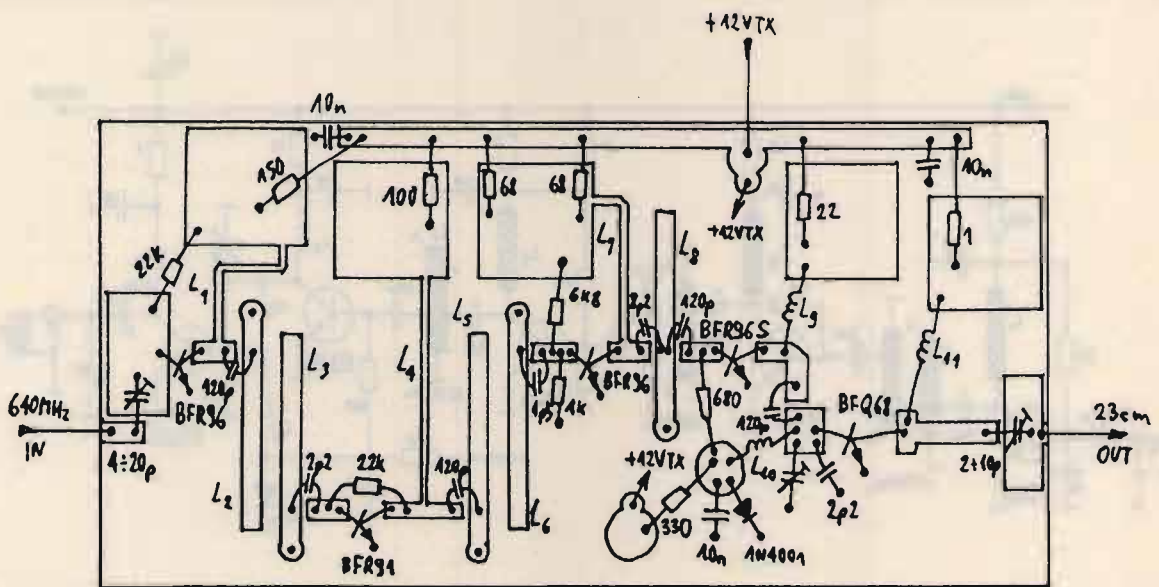 +12VTX
10n
150
100
68
68
+12VTX
22
10n
1
22K
L1
L7
L8
6K8
8p2
120p
BFR96S
L9
L11
L3
L4
L5
120p
BFR96
1p5
1K
BFR96
680
120p
BFQ68
640MHz
IN
4÷20p
23cm
OUT
L2
2p2
22K
120p
L6
+12VTX
L10
2÷10p
330
2p2
BFR91
10n
1N4001